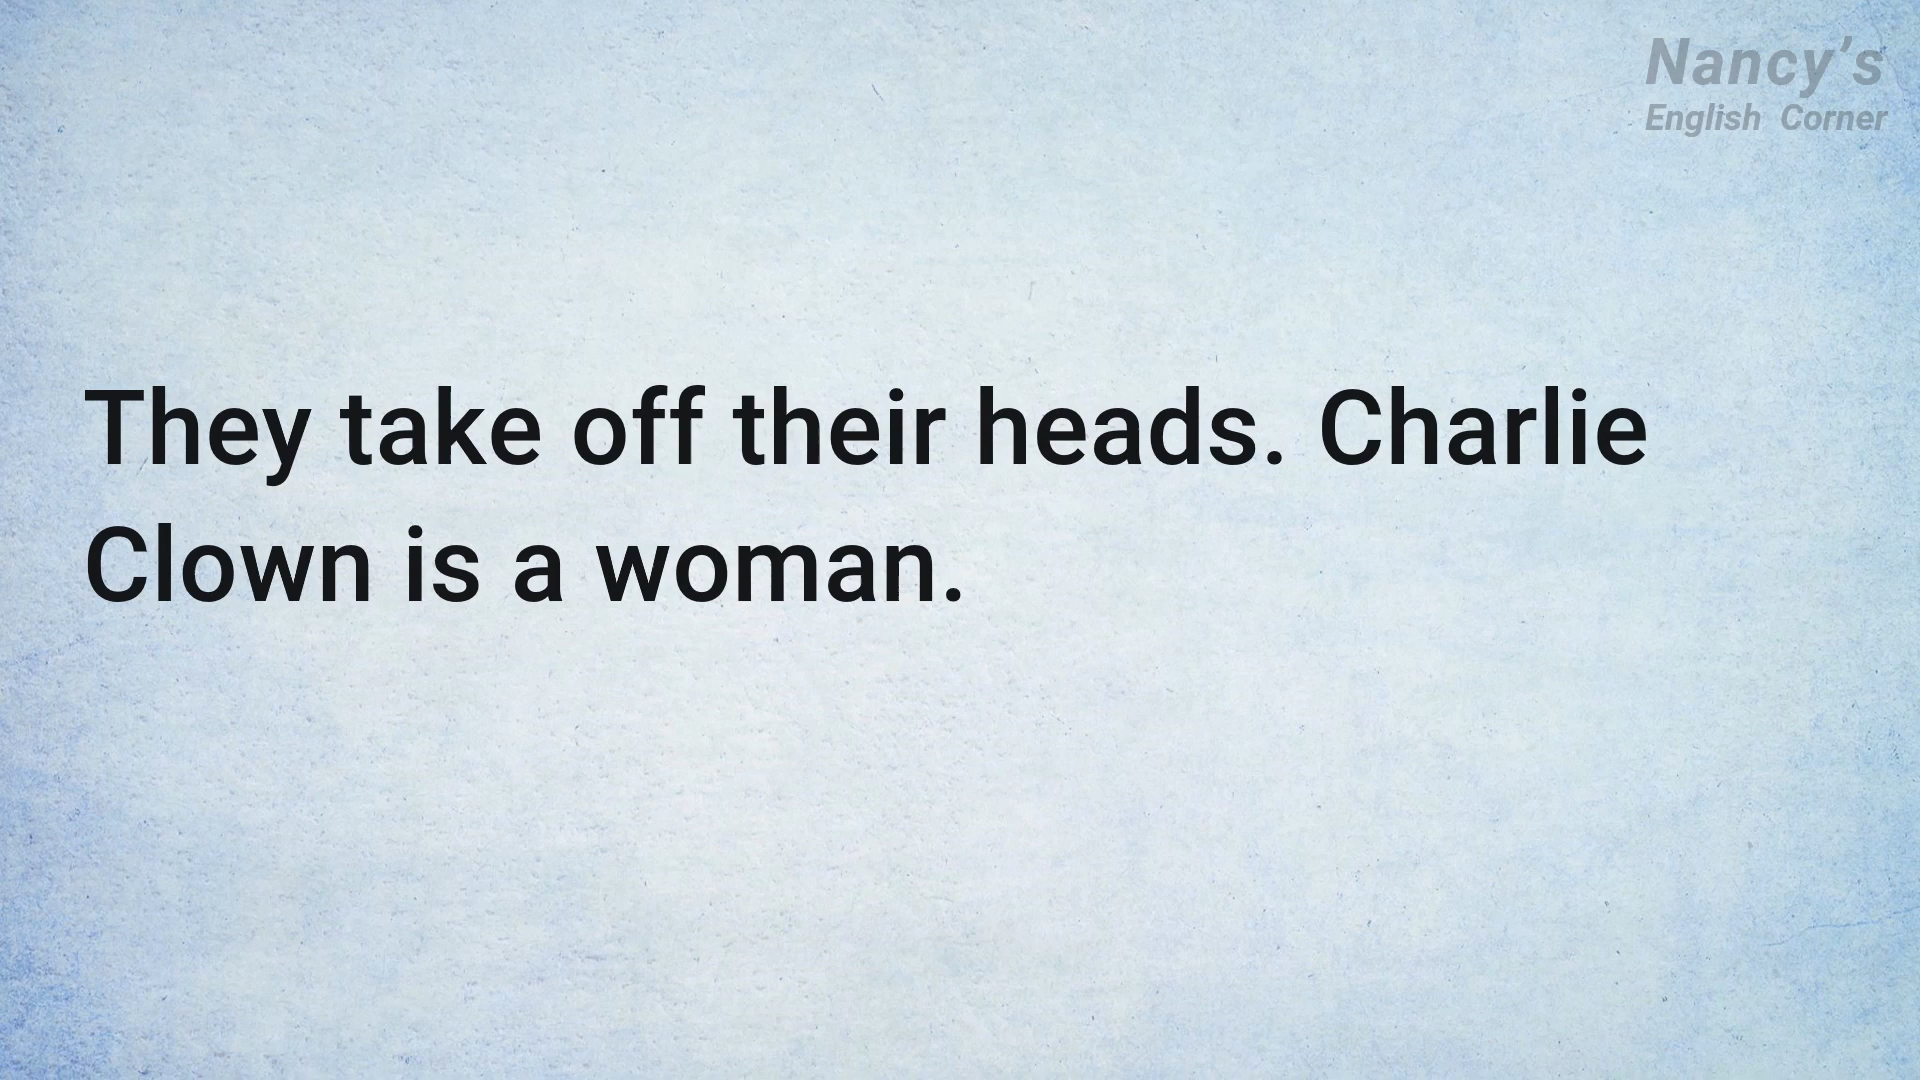 Nancy’s
English Corner
They take off their heads. Charlie
Clown is a woman.